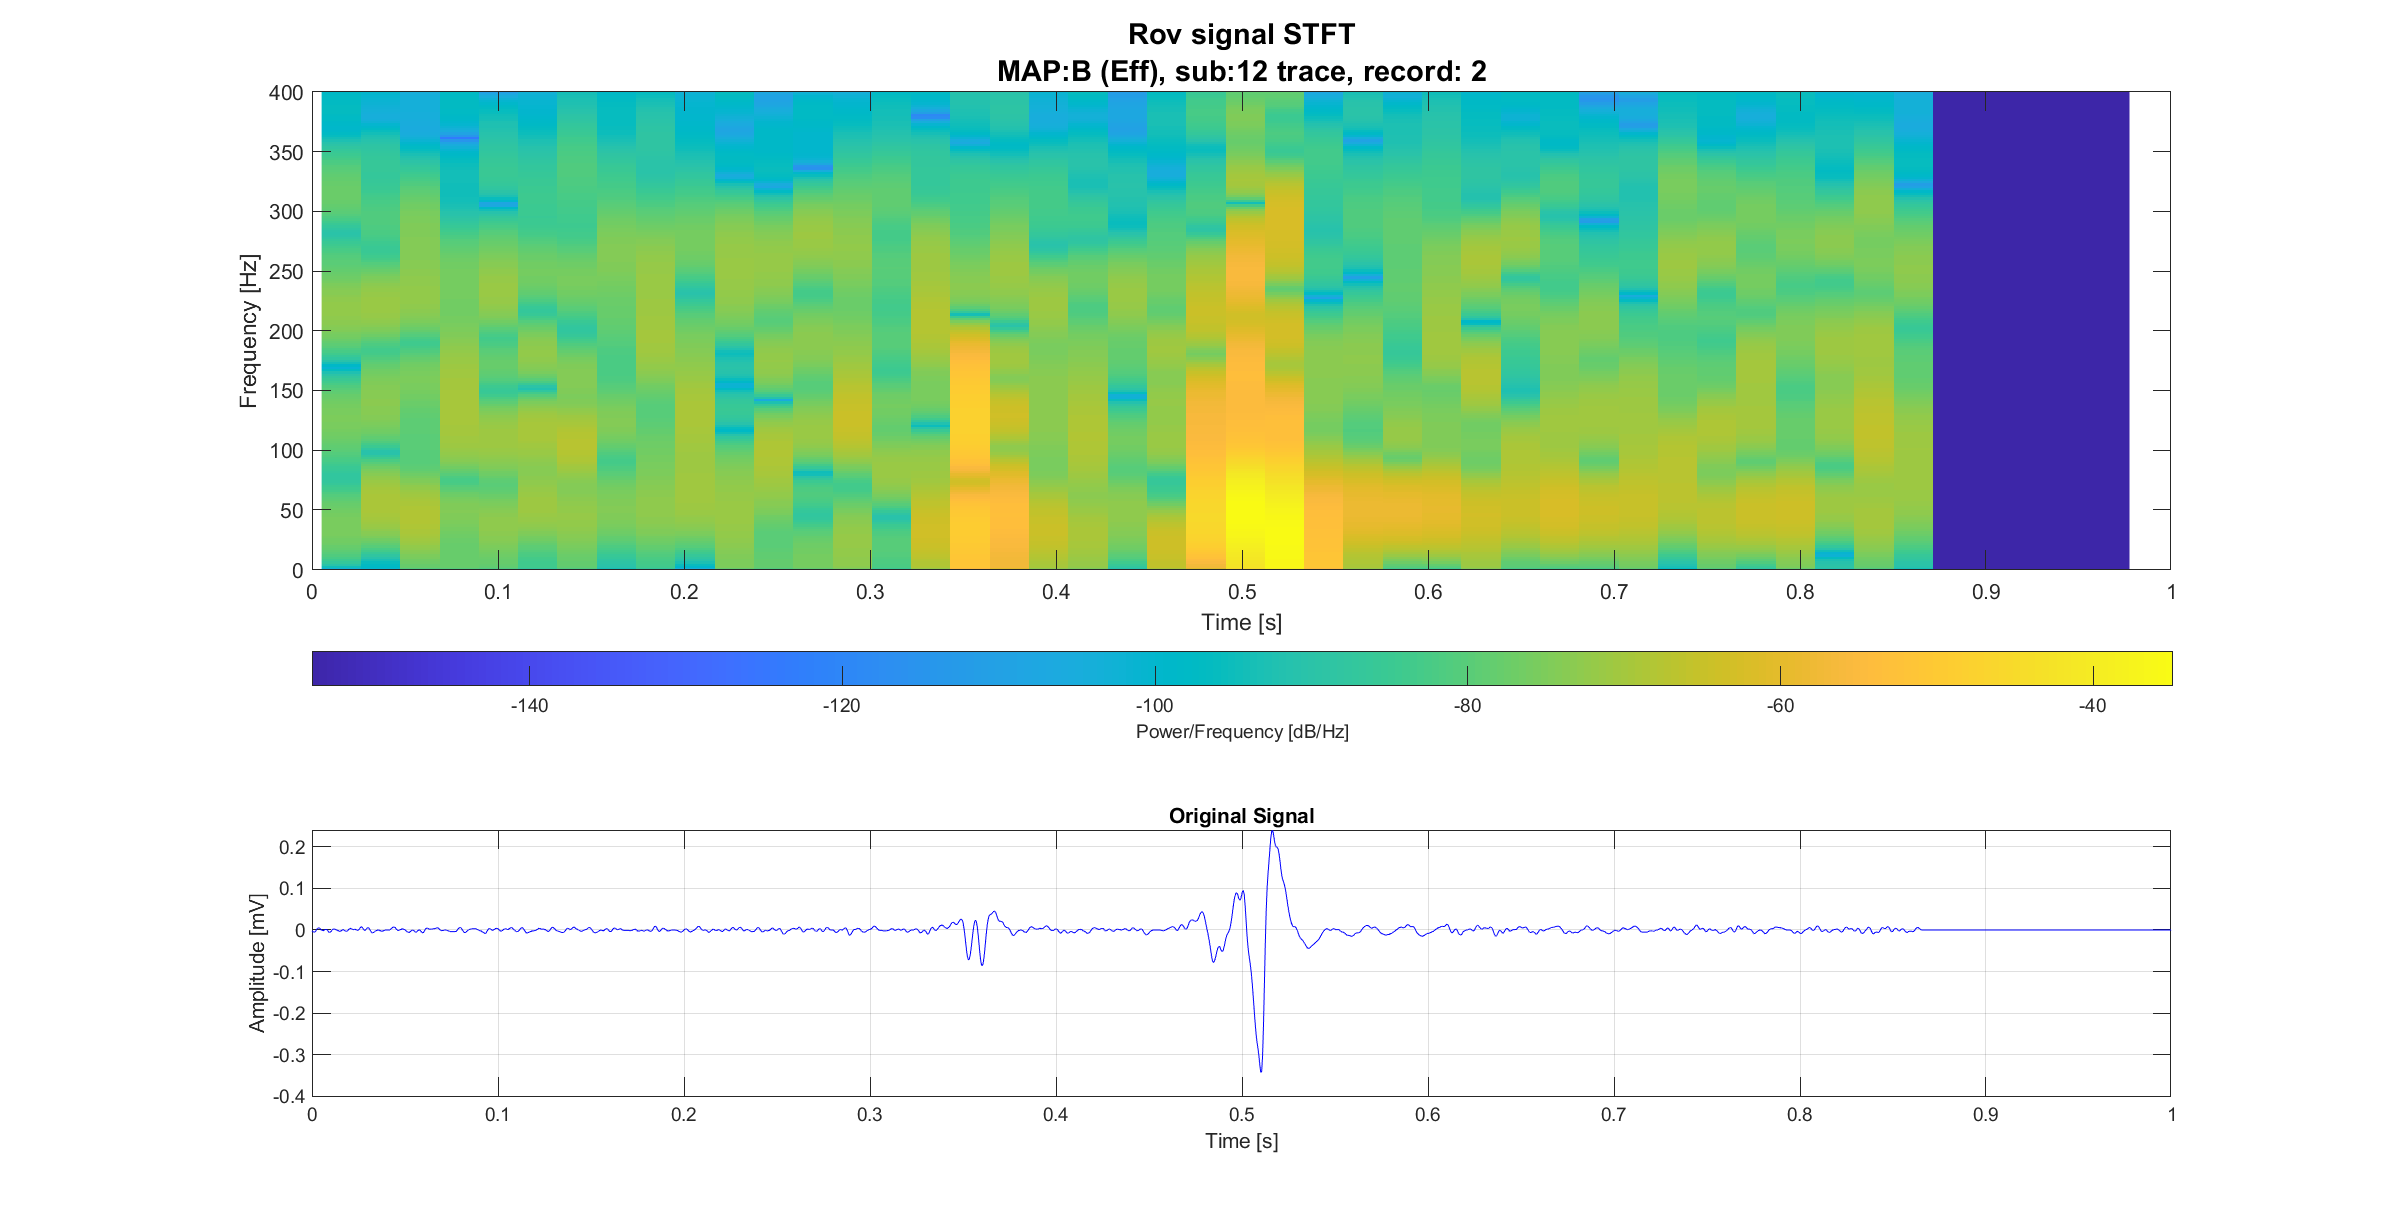 Rov signal STFT
MAP:B (Eff), sub:12 trace, record: 2
400
350
300
250
200
150
100
50
0
Frequency [Hz]
0 0.1 0.2 0.3 0.4 0.5 0.6 0.7 0.8 0.9 1
Time [s]
-140 -120 -100 -80 -60 -40
Power/Frequency [dB/Hz]
Original Signal
0.2
0.1
0
-0.1
-0.2
-0.3
-0.4
Amplitude [mV]
0 0.1 0.2 0.3 0.4 0.5 0.6 0.7 0.8 0.9 1
Time [s]